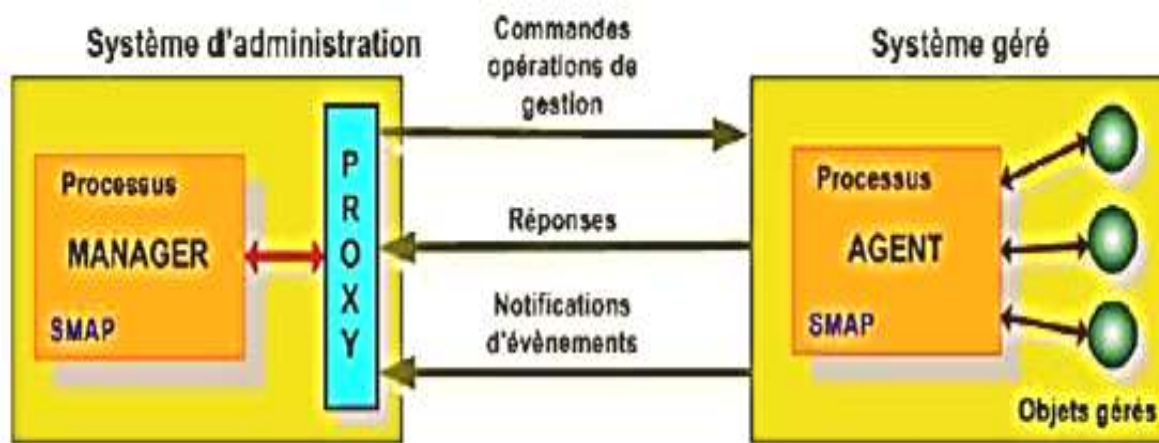 Système d'administration
Commandes
opérations de
gestion
Système géré
Processus
MANAGER
SMAP
PROXY
Réponses
Notifications
d'évènements
Processus
AGENT
SMAP
Objets gérés